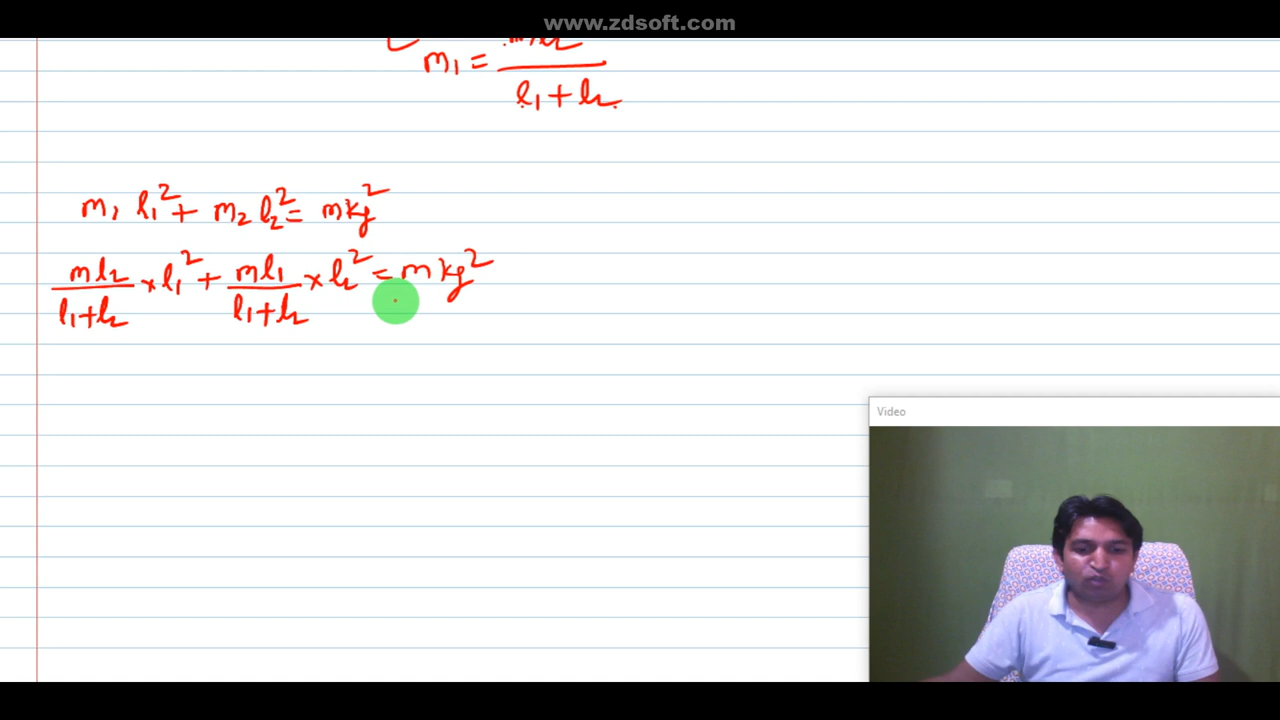 www.zdsoft.com
m₁ = ml₂ / (l₁+l₂)
m₁ l₁² + m₂ l₂² = mkg²
ml₂/(l₁+l₂) × l₁² + ml₁/(l₁+l₂) × l₂² = mkg²
Video